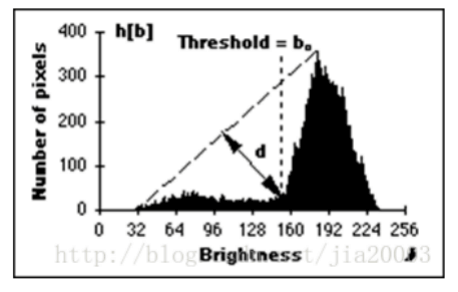 400 h[b]
Threshold = bₒ
300
200
100
0
d
Number of pixels
0 32 64 96 128 160 192 224 256
Brightness